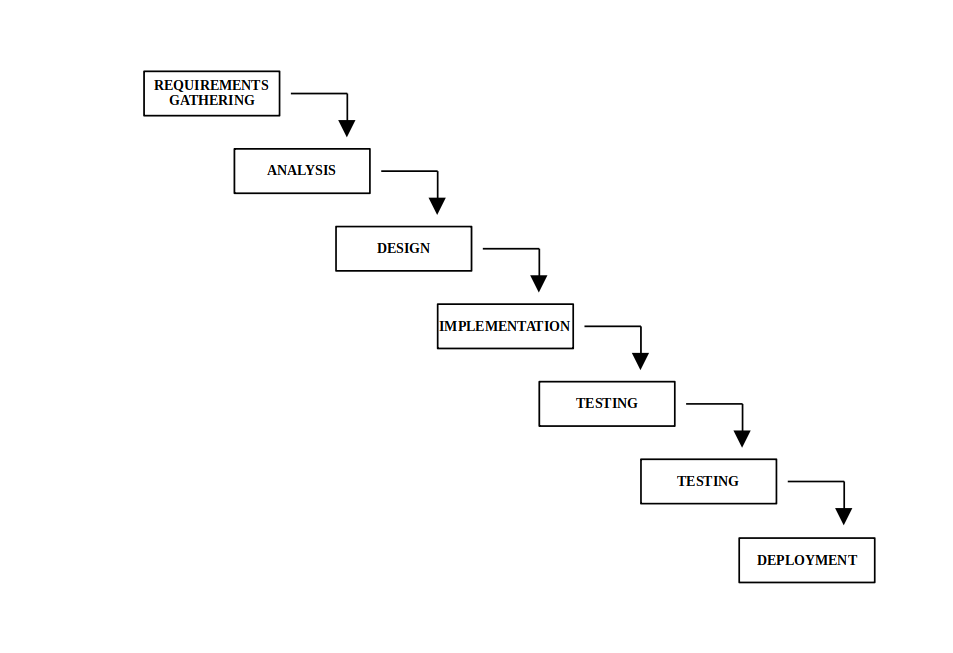 REQUIREMENTS
GATHERING
ANALYSIS
DESIGN
IMPLEMENTATION
TESTING
TESTING
DEPLOYMENT